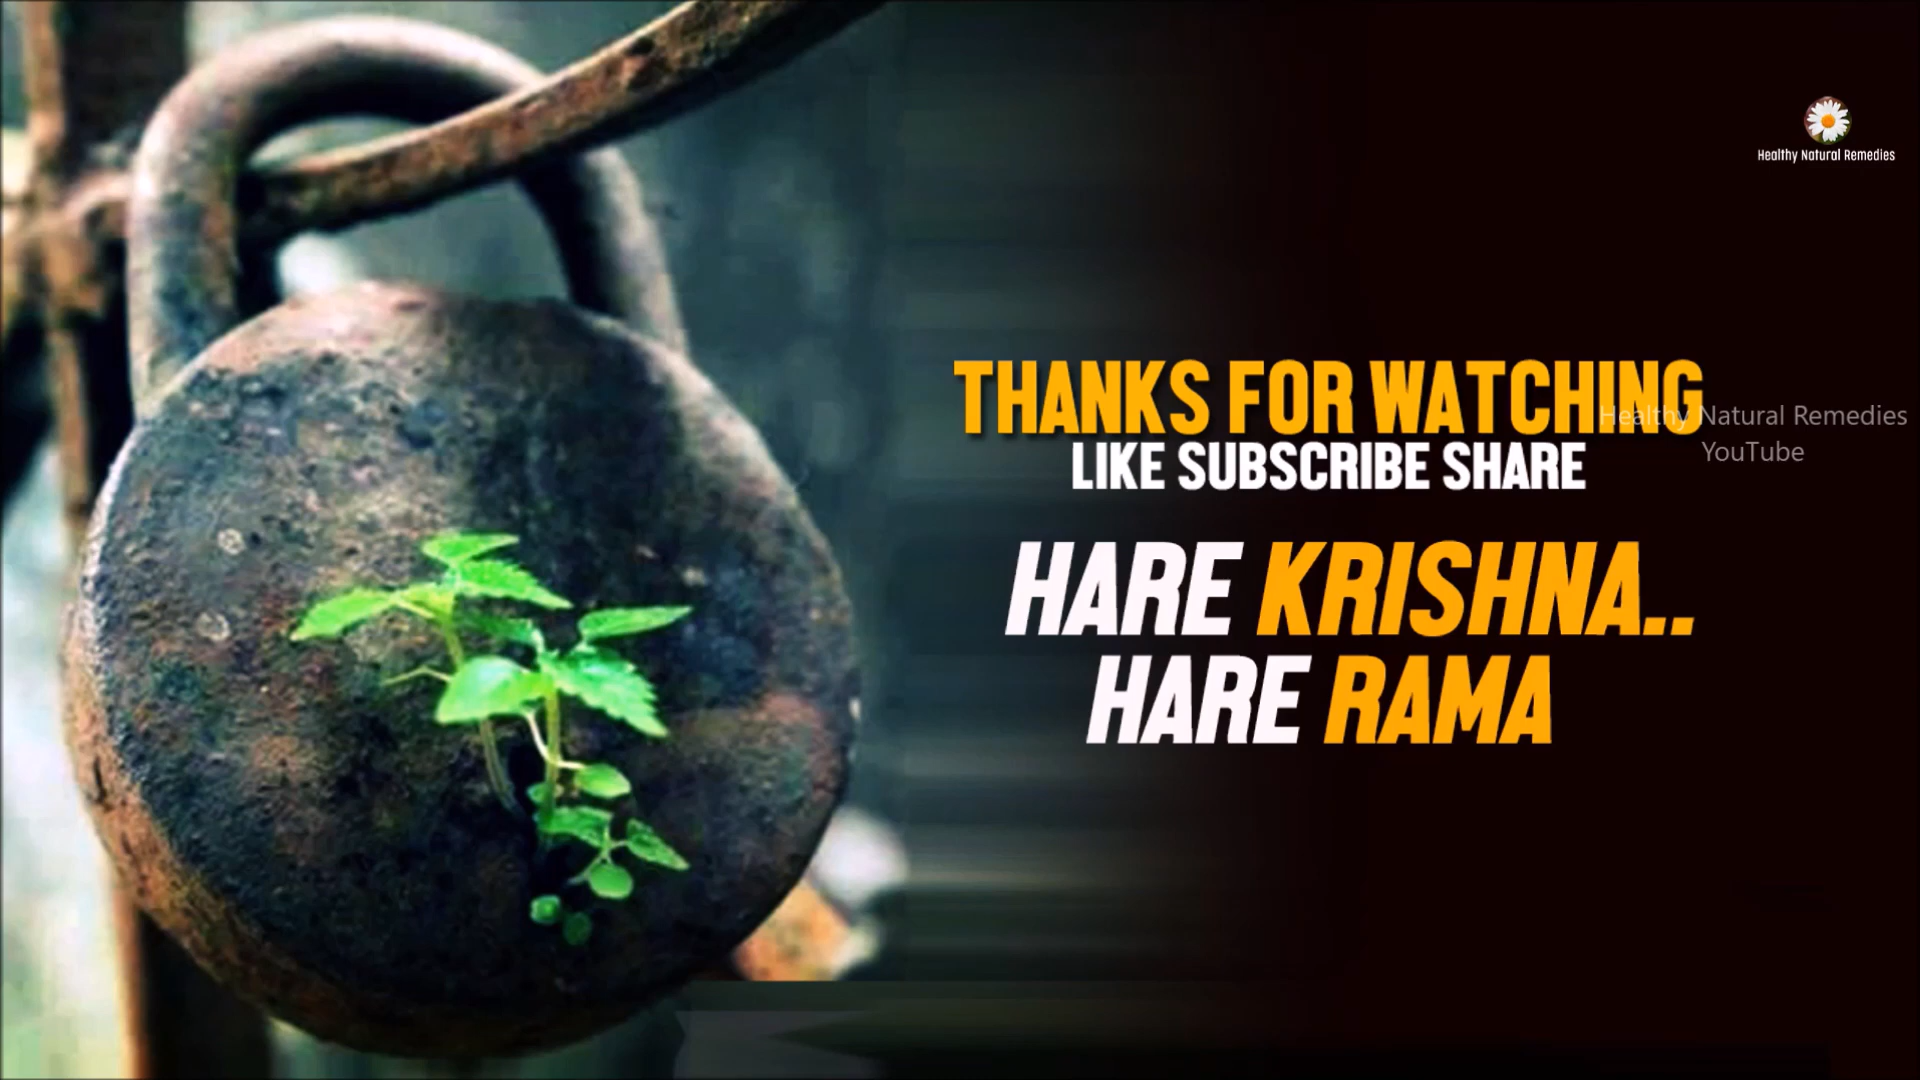 Healthy Natural Remedies
THANKS FOR WATCHING
Healthy Natural Remedies
YouTube
LIKE SUBSCRIBE SHARE
HARE KRISHNA..
HARE RAMA